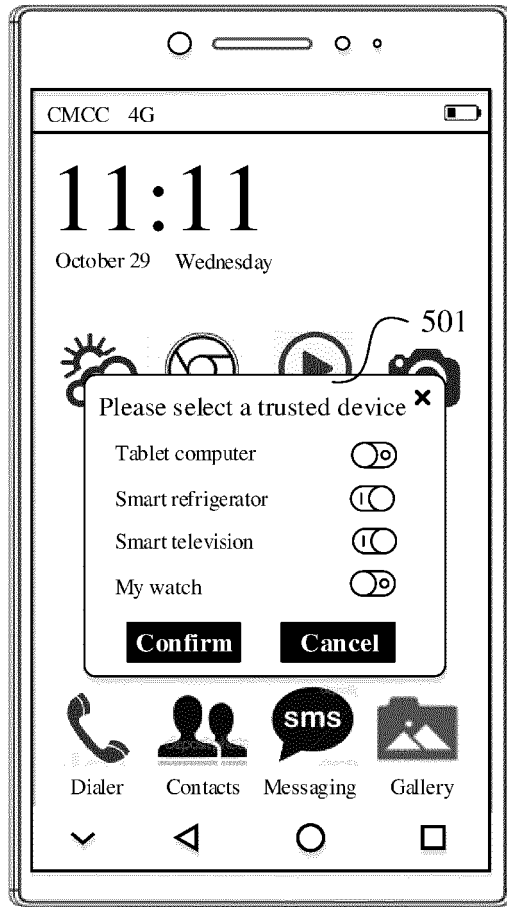 CMCC 4G
11:11
October 29 Wednesday
501
Please select a trusted device
Tablet computer
Smart refrigerator
Smart television
My watch
Confirm Cancel
sms
Dialer Contacts Messaging Gallery